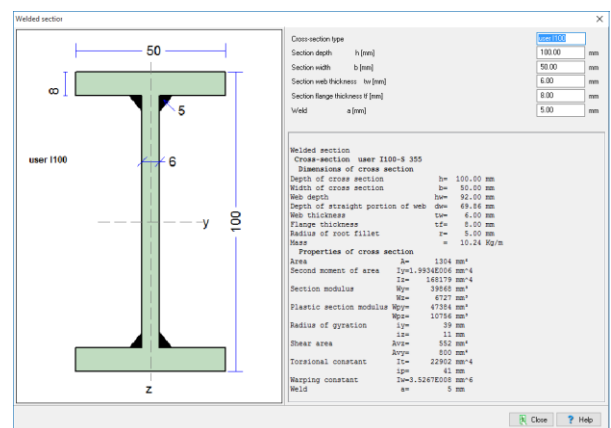 Welded section
50
8
5
user I100
6
y
100
z
Cross-section type user I100
Section depth h [mm] 100.00 mm
Section width b [mm] 50.00 mm
Section web thickness tw [mm] 6.00 mm
Section flange thickness tf [mm] 8.00 mm
Weld a [mm] 5.00 mm
Welded section
Cross-section user I100-S 355
Dimensions of cross section
Depth of cross section h= 100.00 mm
Width of cross section b= 50.00 mm
Web depth hw= 92.00 mm
Depth of straight portion of web dw= 69.86 mm
Web thickness tw= 6.00 mm
Flange thickness tf= 8.00 mm
Radius of root fillet r= 5.00 mm
Mass = 10.24 Kg/m
Properties of cross section
Area A= 1304 mm²
Second moment of area Iy=1.9934E006 mm^4
Iz= 168179 mm^4
Section modulus Wy= 39868 mm³
Wz= 6727 mm³
Plastic section modulus Wpy= 47384 mm³
Wpz= 10756 mm³
Radius of gyration iy= 39 mm
iz= 11 mm
Shear area Avz= 552 mm²
Avy= 800 mm²
Torsional constant It= 22902 mm^4
ip= 41 mm
Warping constant Iw=3.5267E008 mm^6
Weld a= 5 mm
Close
? Help